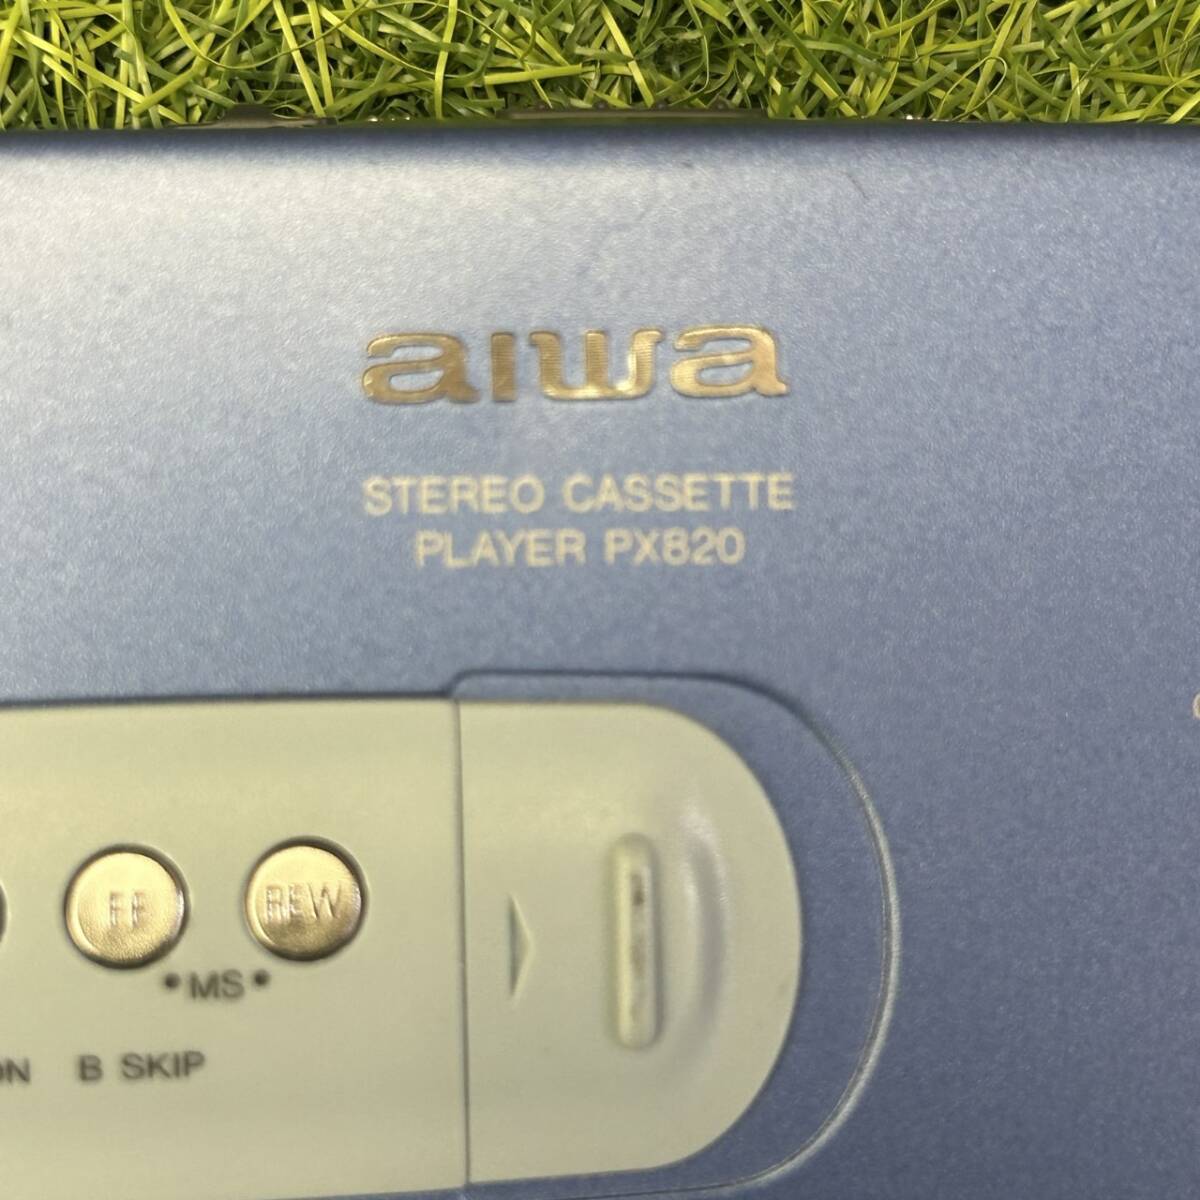 aiwa
STEREO CASSETTE
PLAYER PX820
FF REW
•MS•
B SKIP